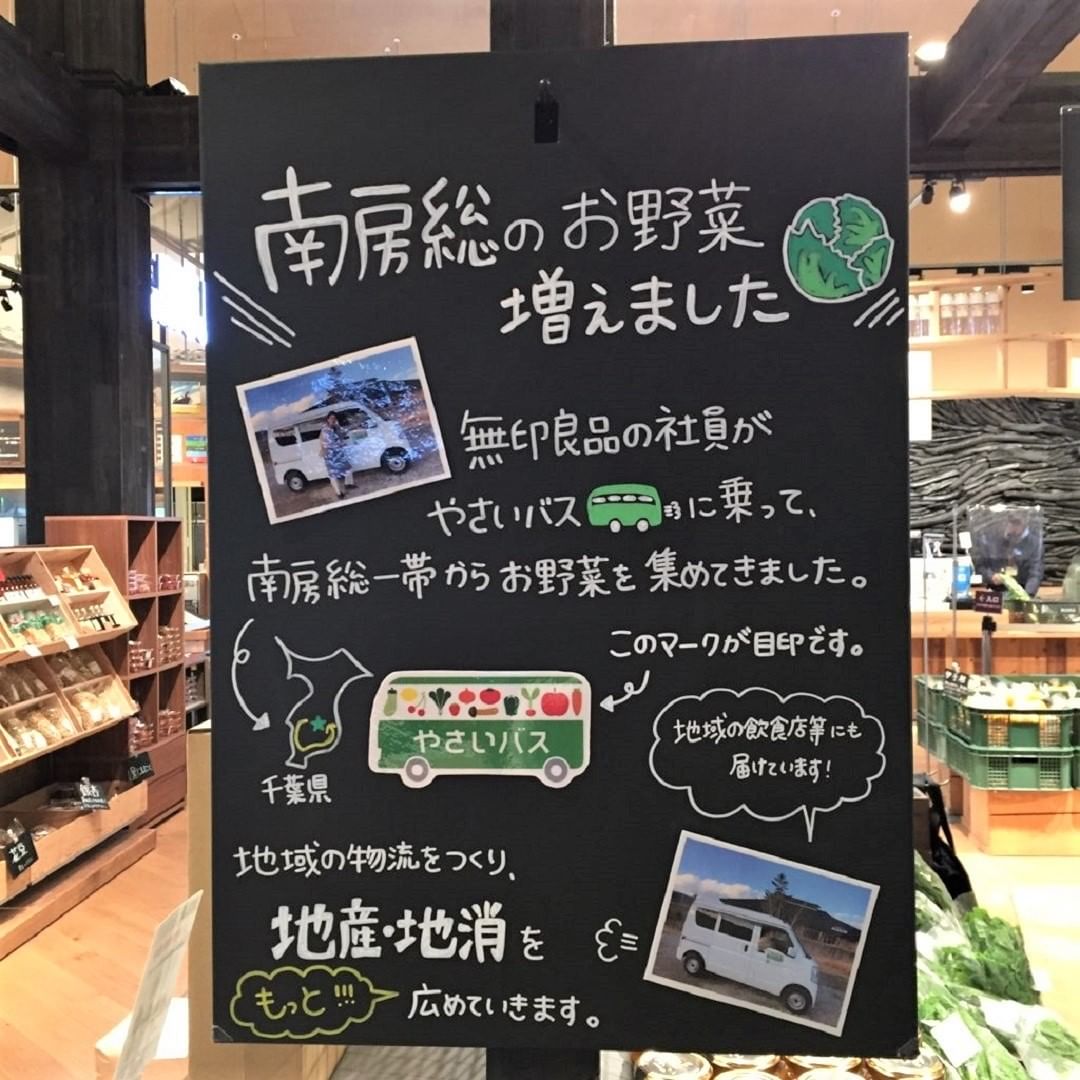 南房総のお野菜
増えました
無印良品の社員が
やさいバスに乗って、
南房総一帯からお野菜を集めてきました。
このマークが目印です。
やさいバス
千葉県
地域の飲食店等にも
届けています!
地域の物流をつくり、
地産・地消を
もっと!!!
広めていきます。